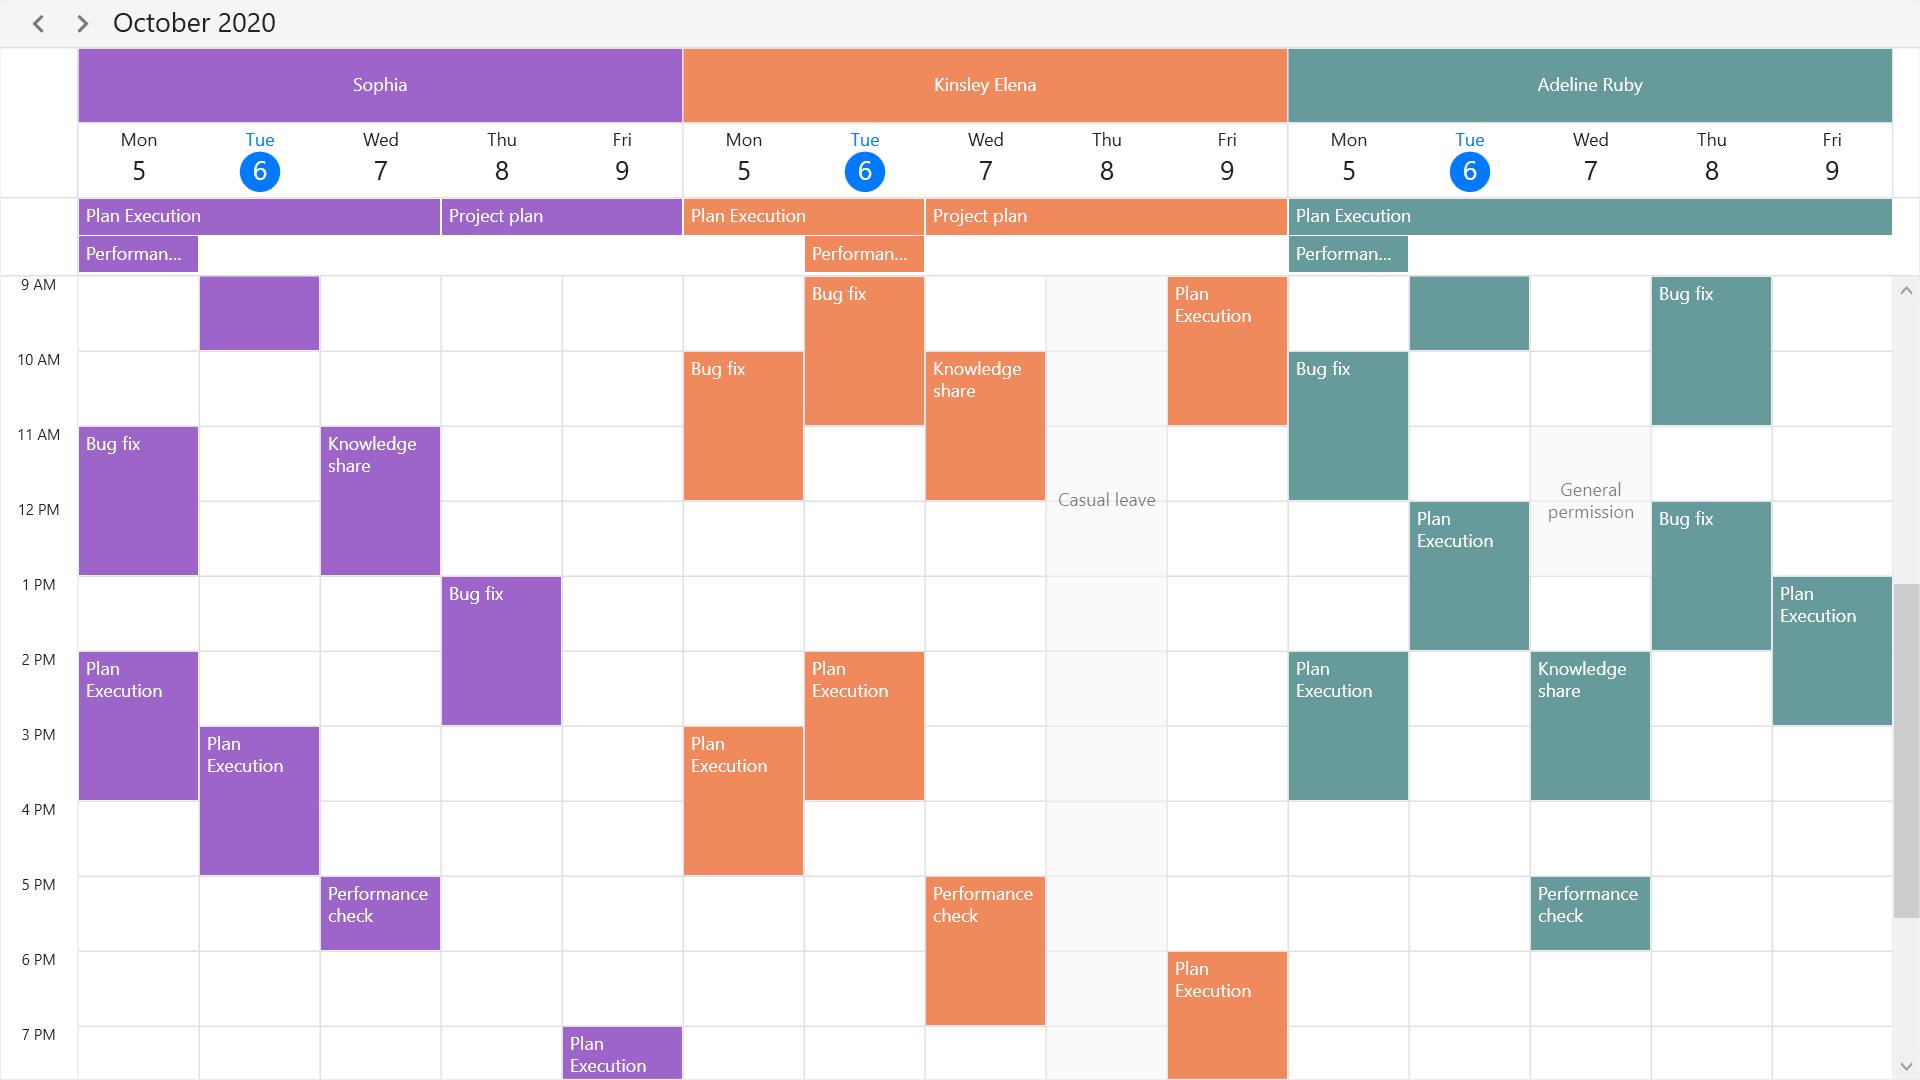 October 2020
Sophia
Kinsley Elena
Adeline Ruby
Mon Tue Wed Thu Fri Mon Tue Wed Thu Fri Mon Tue Wed Thu Fri
5 6 7 8 9 5 6 7 8 9 5 6 7 8 9
Plan Execution Project plan Plan Execution Project plan Plan Execution
Performan... Performan... Performan...
9 AM
Bug fix
Plan
Execution
Bug fix
10 AM
Bug fix
Knowledge
share
Bug fix
11 AM
Bug fix
Knowledge
share
Casual leave
General
permission
12 PM
Plan
Execution
Bug fix
1 PM
Bug fix
Plan
Execution
2 PM
Plan
Execution
Plan
Execution
Plan
Execution
Knowledge
share
3 PM
Plan
Execution
Plan
Execution
4 PM
5 PM
Performance
check
Performance
check
Performance
check
6 PM
Plan
Execution
7 PM
Plan
Execution